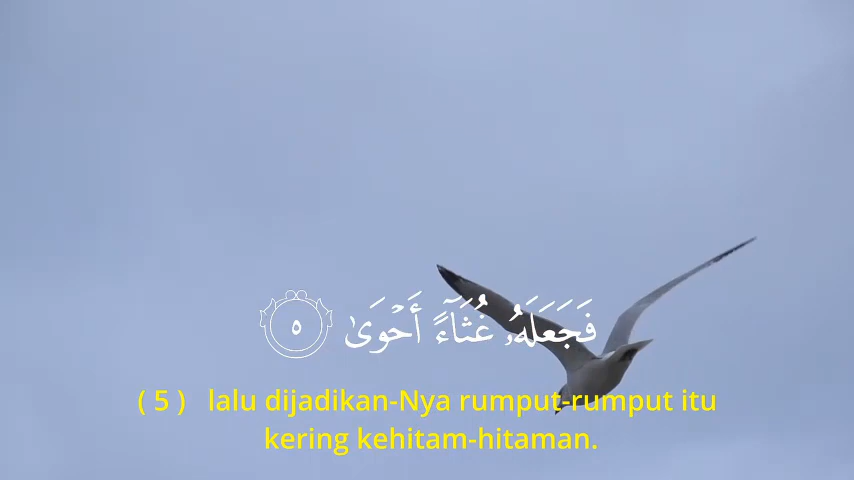 فَجَعَلَهُۥ غُثَآءً أَحۡوَىٰ ٥
( 5 ) lalu dijadikan-Nya rumput-rumput itu
kering kehitam-hitaman.